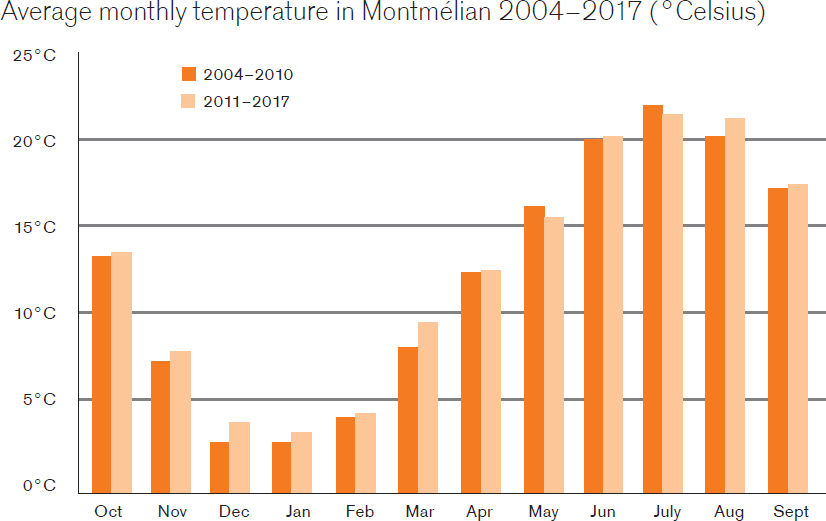 Average monthly temperature in Montmélian 2004–2017 (°Celsius)
25°C
2004–2010
2011–2017
20°C
15°C
10°C
5°C
0°C
Oct Nov Dec Jan Feb Mar Apr May Jun July Aug Sept